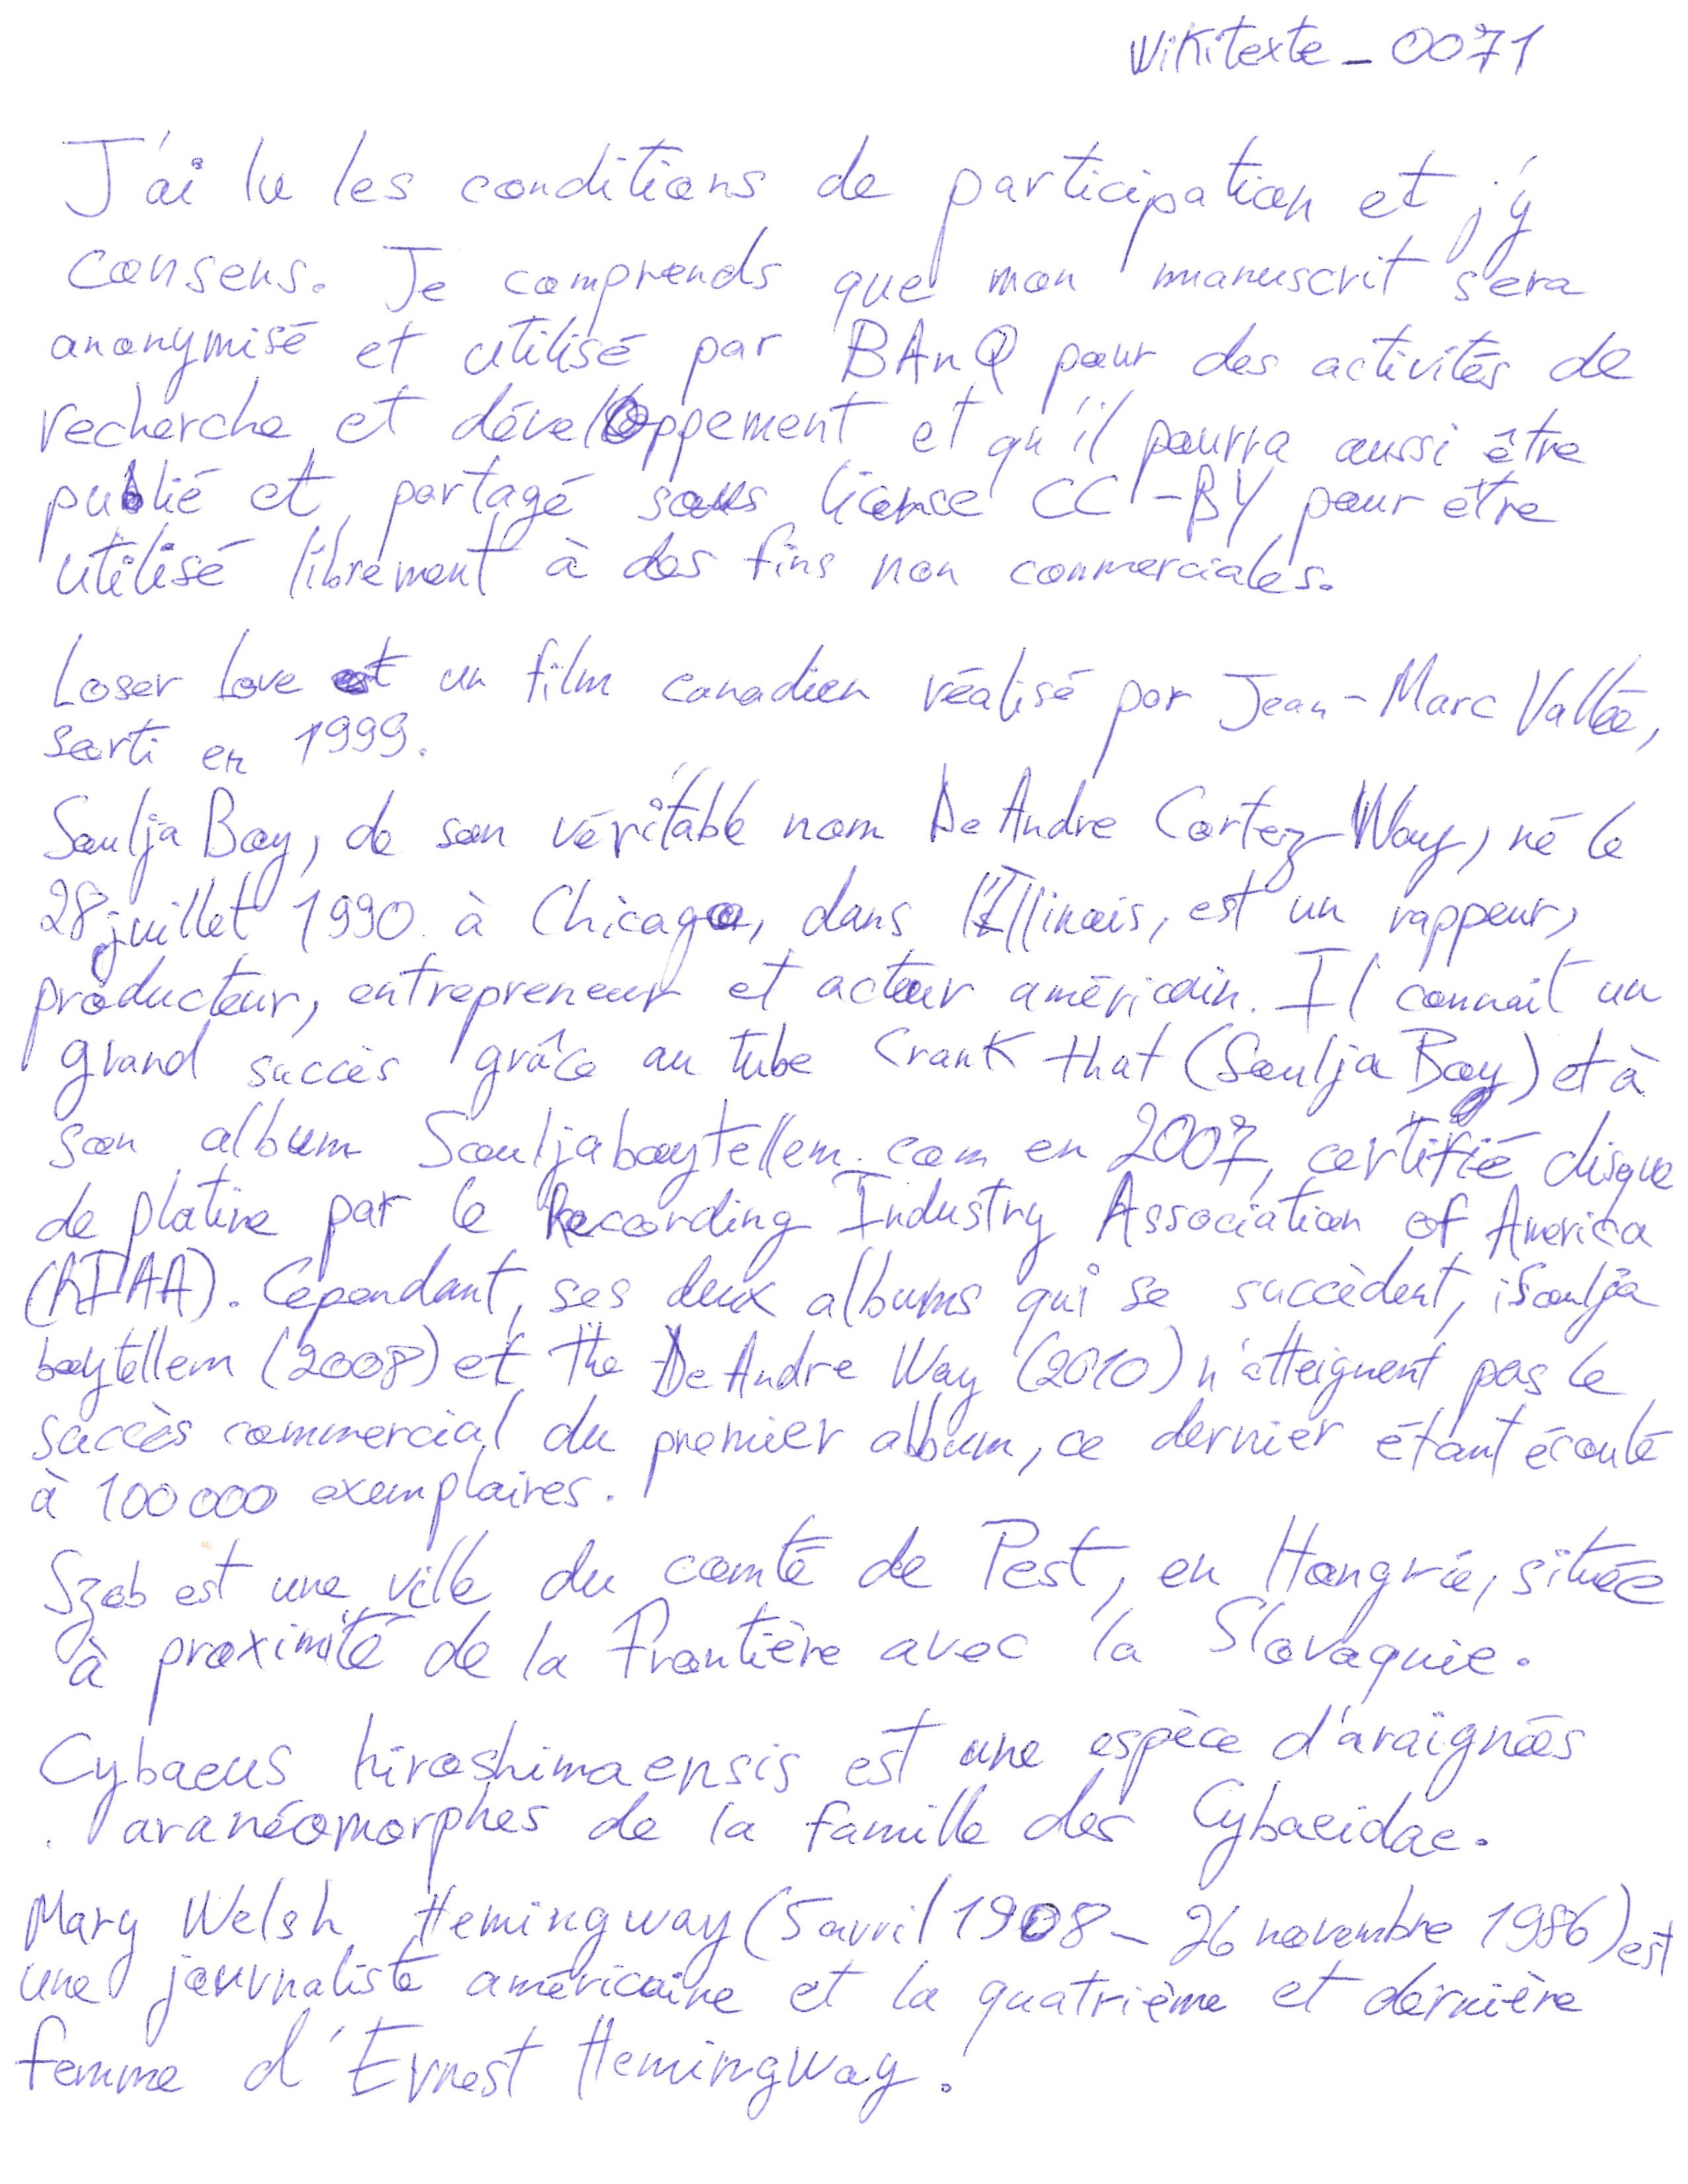 Wikitexte_0071
J'ai lu les conditions de participation et j'y
consens. Je comprends que mon manuscrit sera
anonymisé et utilisé par BAnQ pour des activités de
recherche et développement et qu'il pourra aussi être
publié et partagé sous licence CC-BY pour être
utilisé librement à des fins non commerciales.
Loser Love est un film canadien réalisé par Jean-Marc Vallée,
sorti en 1999.
Soulja Boy, de son véritable nom DeAndre Cortez Way, né le
28 juillet 1990 à Chicago, dans l'Illinois, est un rappeur,
producteur, entrepreneur et acteur américain. Il connait un
grand succès grâce au tube Crank that (Soulja Boy) et à
son album Souljaboytellem.com en 2007, certifié disque
de platine par le Recording Industry Association of America
(RIAA). Cependant, ses deux albums qui se succèdent, iSoulja
boytellem (2008) et The DeAndre Way (2010) n'atteignent pas le
succès commercial du premier album, ce dernier étant écoulé
à 100 000 exemplaires.
Szob est une ville du comté de Pest, en Hongrie, située
à proximité de la Frontière avec la Slovaquie.
Cybaeus hiroshimaensis est une espèce d'araignées
aranéomorphes de la famille des Cybaeidae.
Mary Welsh Hemingway (5 avril 1908 - 26 novembre 1986) est
une journaliste américaine et la quatrième et dernière
femme d'Ernest Hemingway.